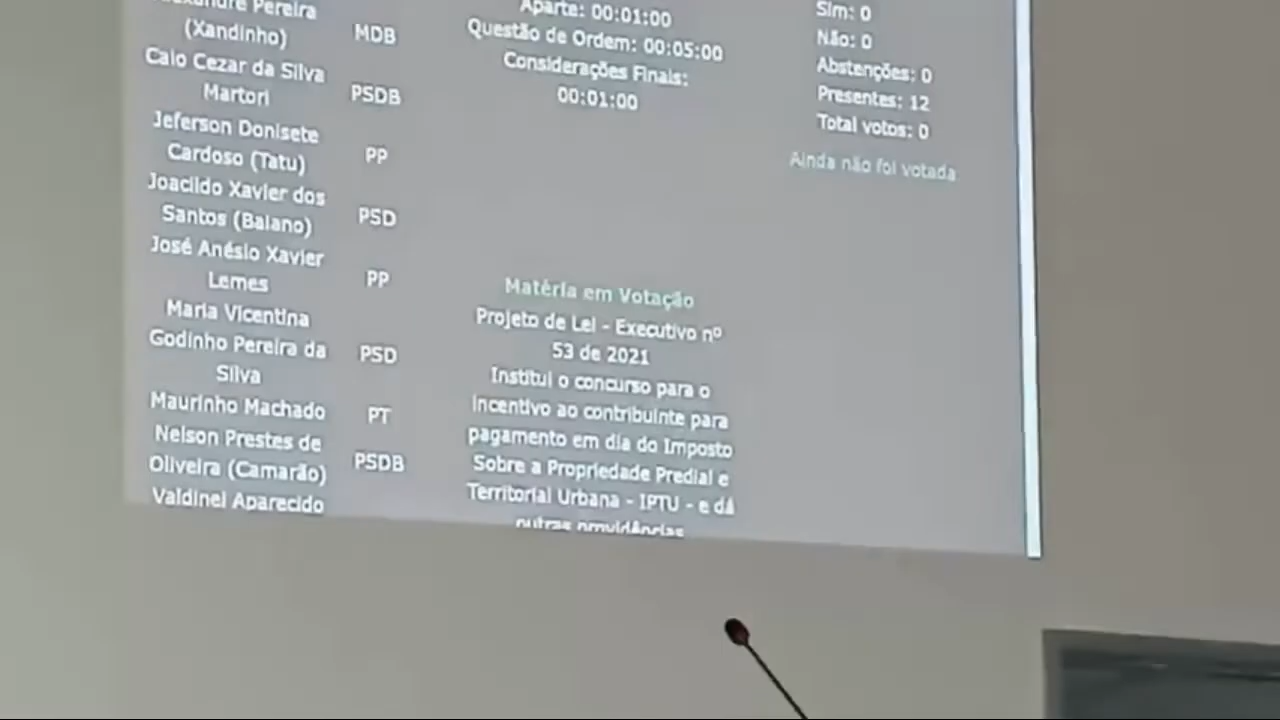 Pereira
(Xandinho)
MDB
Caio Cezar da Silva
Martori
PSDB
Jeferson Donisete
Cardoso (Tatu)
PP
Joacildo Xavier dos
Santos (Baiano)
PSD
José Anésio Xavier
Lemes
PP
Maria Vicentina
Godinho Pereira da
Silva
PSD
Maurinho Machado
PT
Nelson Prestes de
Oliveira (Camarão)
PSDB
Valdinei Aparecido
Aparte: 00:01:00
Questão de Ordem: 00:05:00
Considerações Finais:
00:01:00
Matéria em Votação
Projeto de Lei - Executivo nº
53 de 2021
Institui o concurso para o
incentivo ao contribuinte para
pagamento em dia do Imposto
Sobre a Propriedade Predial e
Territorial Urbana - IPTU - e dá
outras providências
Sim: 0
Não: 0
Abstenções: 0
Presentes: 12
Total votos: 0
Ainda não foi votada